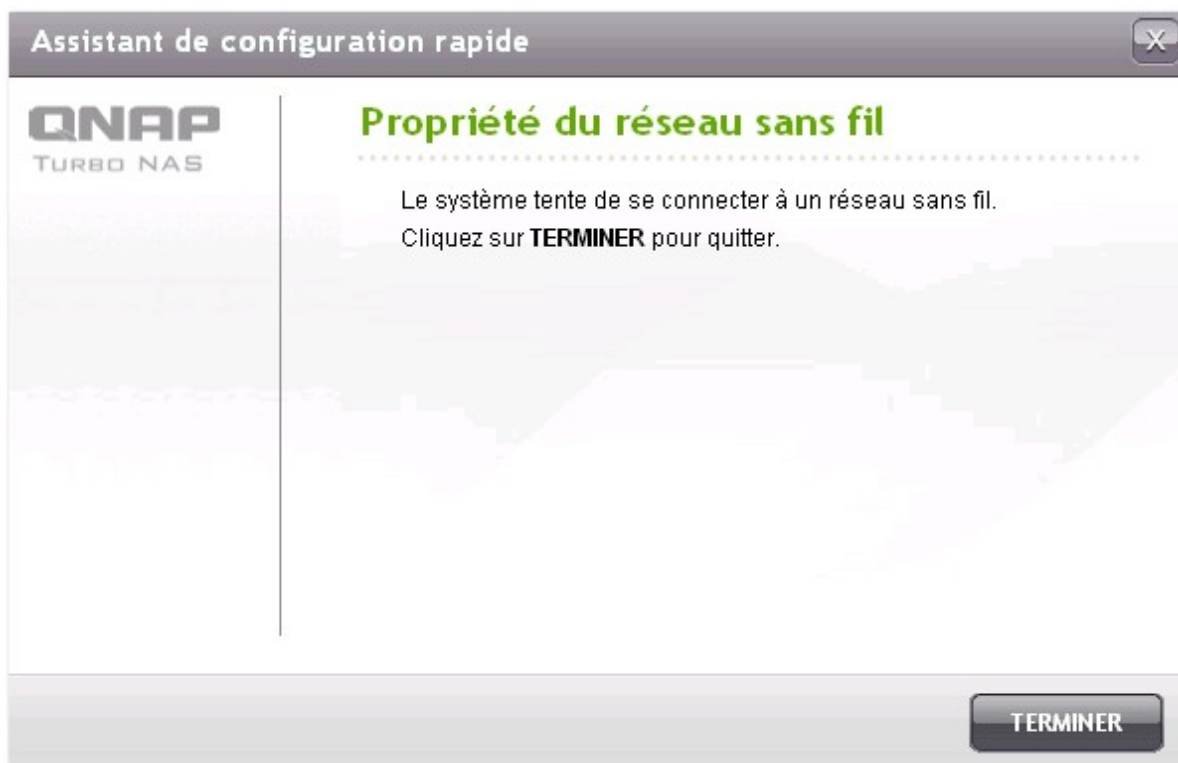 Assistant de configuration rapide
X
QNAP
TURBO NAS
Propriété du réseau sans fil
Le système tente de se connecter à un réseau sans fil.
Cliquez sur TERMINER pour quitter.
TERMINER